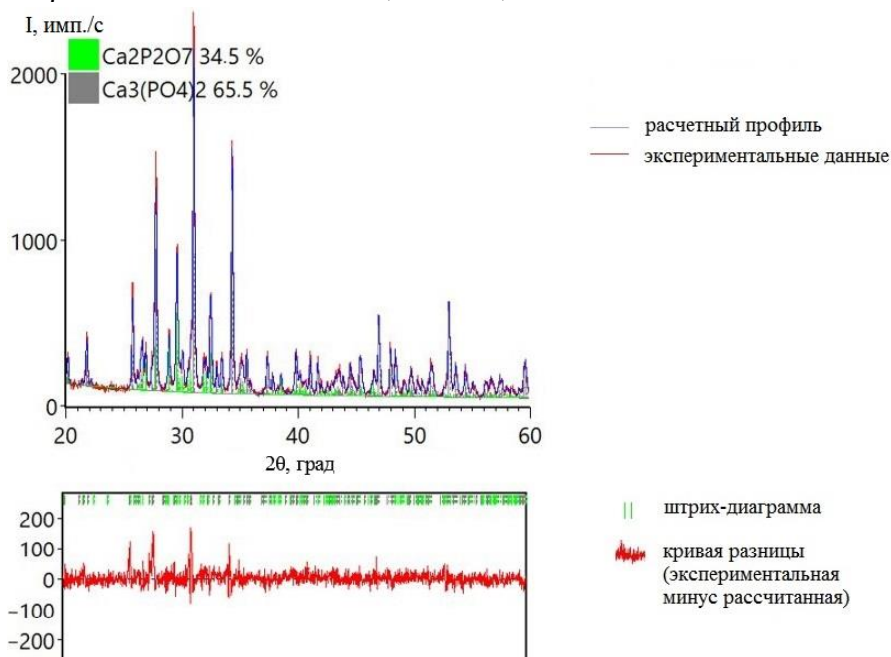 I, имп./с
Ca2P2O7 34.5 %
2000
Ca3(PO4)2 65.5 %
расчетный профиль
экспериментальные данные
1000
0
20 30 40 50 60
2θ, град
200
100
0
−100
−200
штрих-диаграмма
кривая разницы
(экспериментальная
минус рассчитанная)